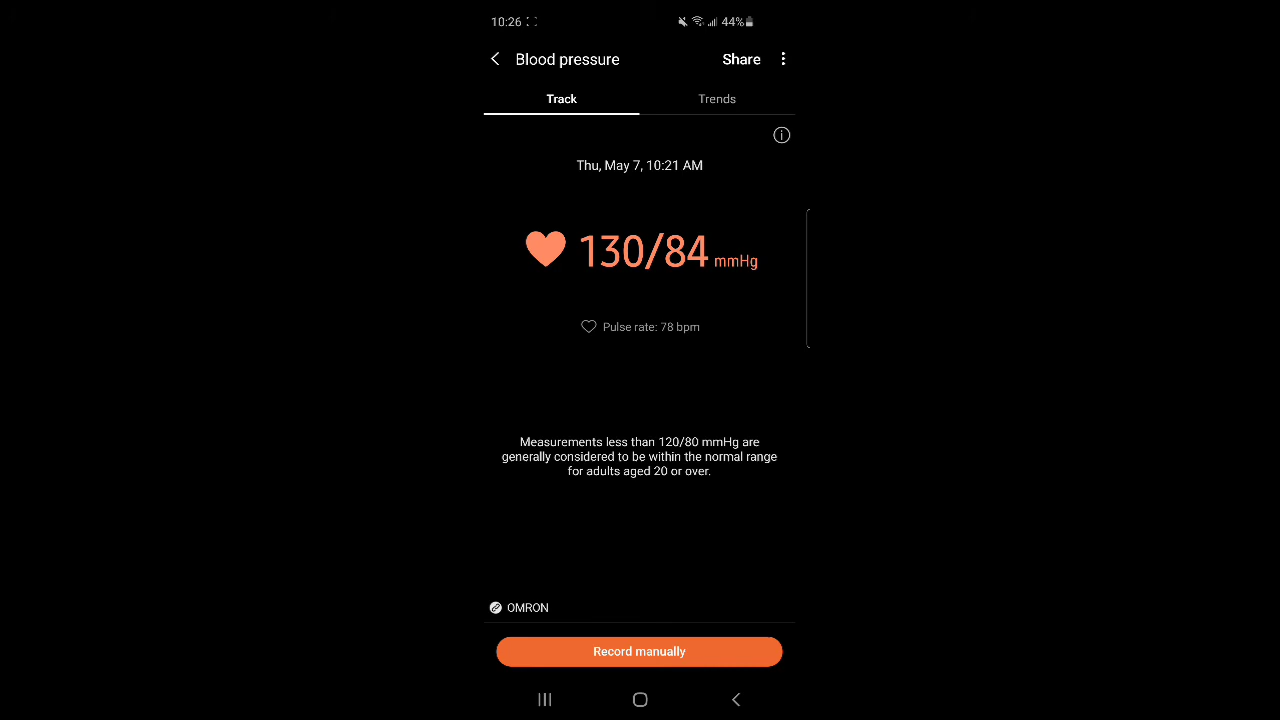 10:26 44%
Blood pressure Share
Track Trends
Thu, May 7, 10:21 AM
130/84 mmHg
Pulse rate: 78 bpm
Measurements less than 120/80 mmHg are
generally considered to be within the normal range
for adults aged 20 or over.
OMRON
Record manually